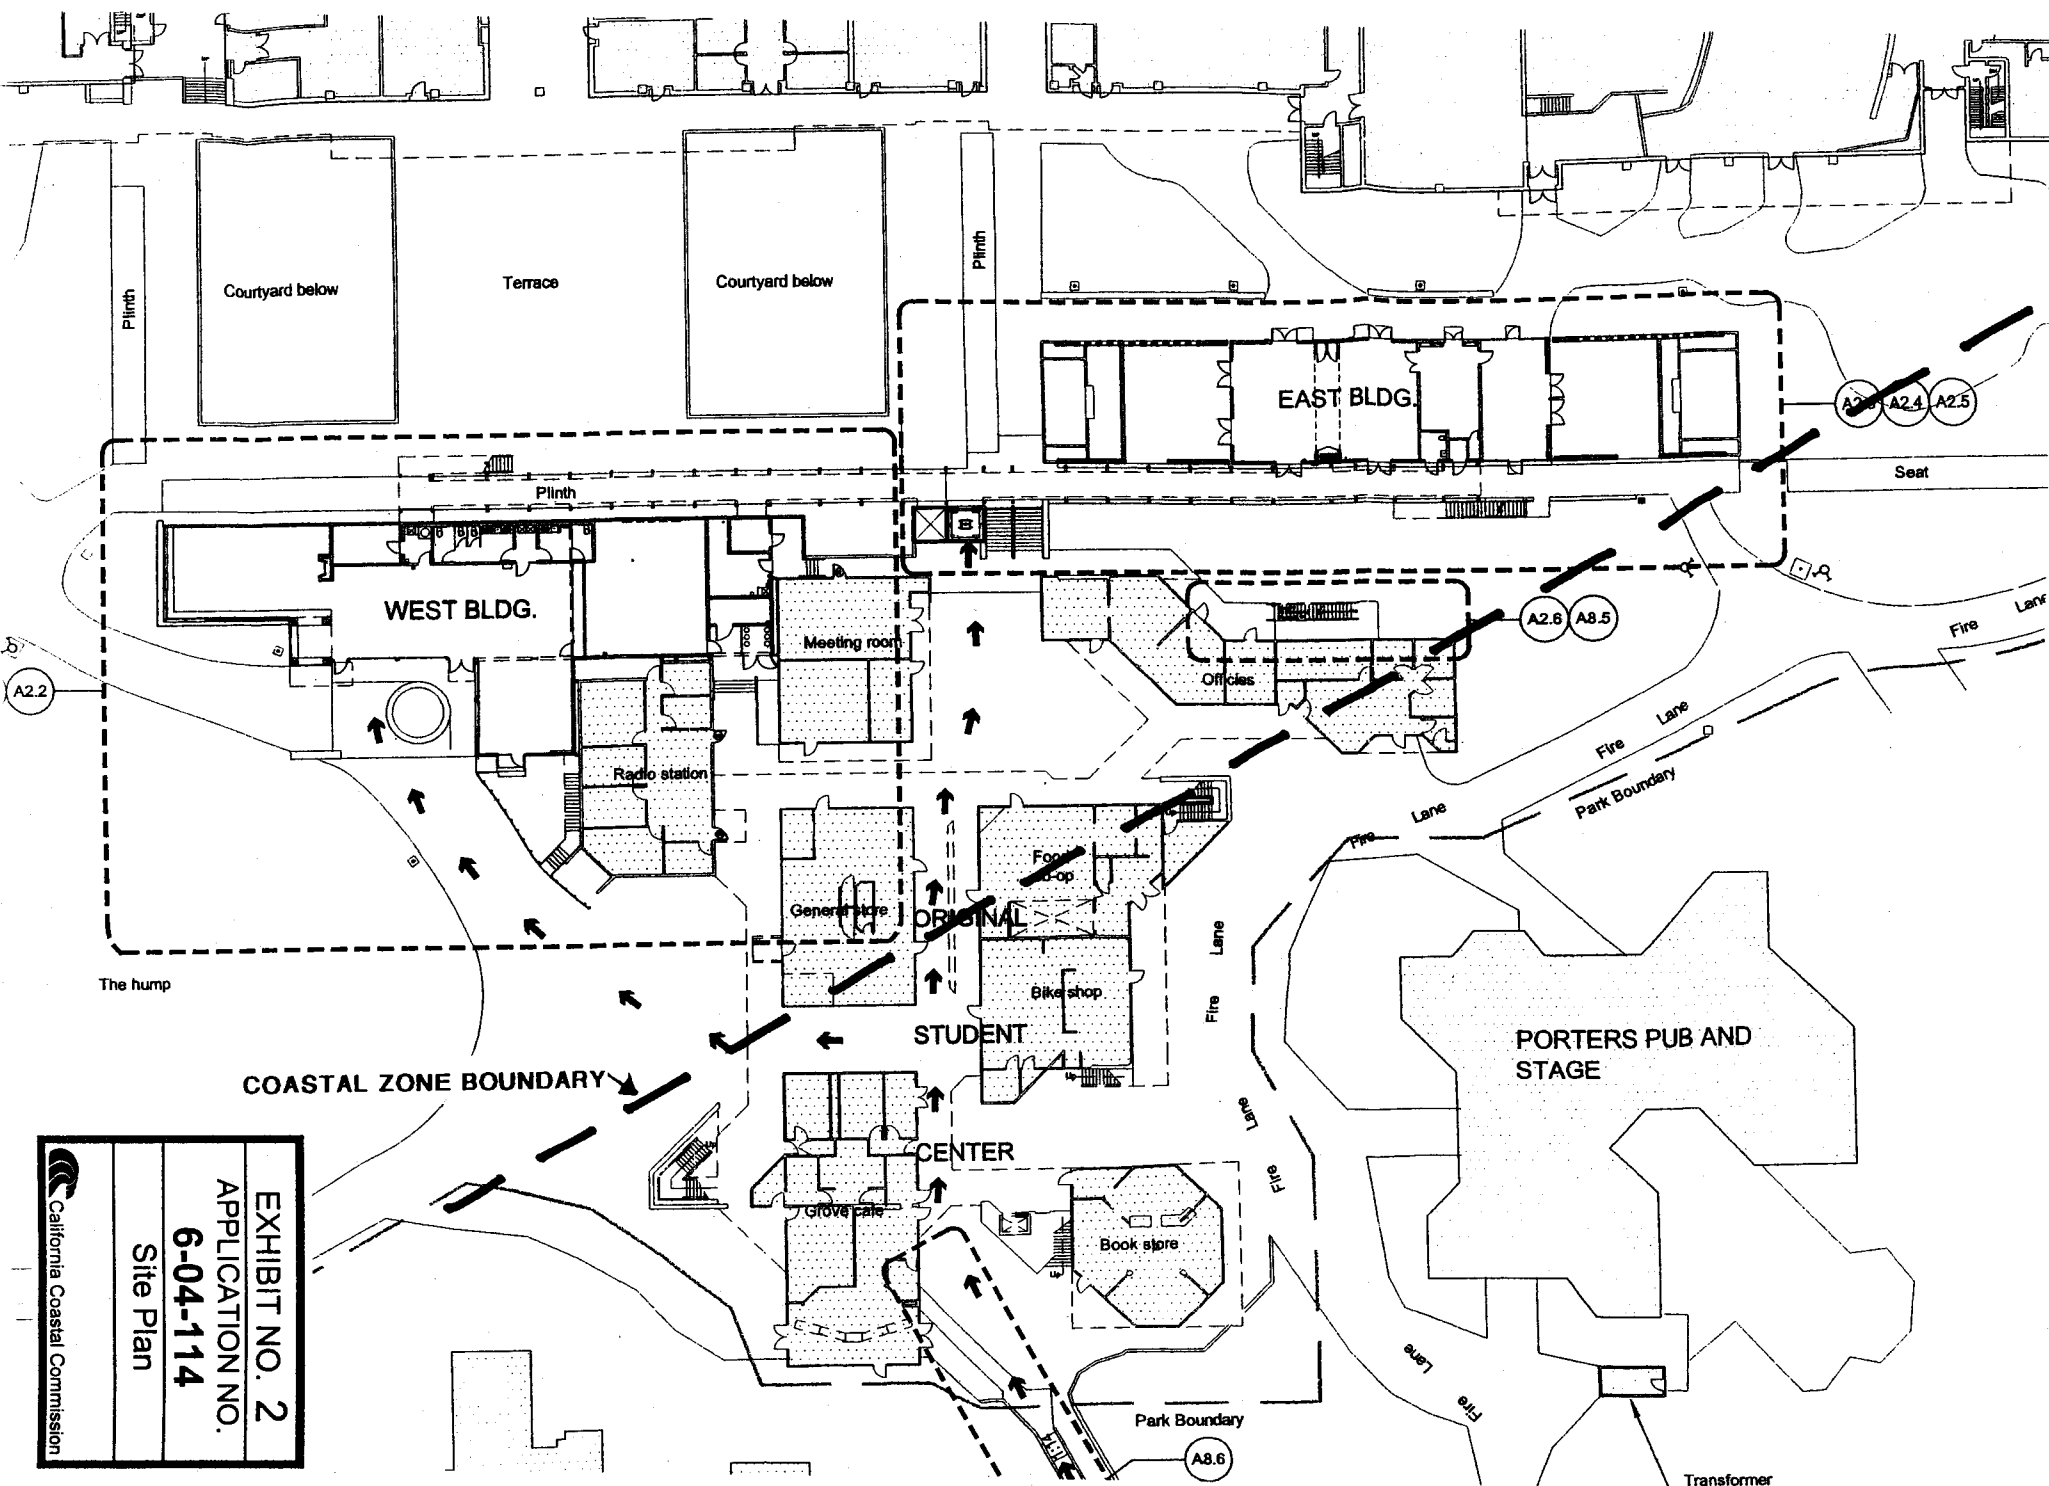 Plinth
Courtyard below
Terrace
Courtyard below
Plinth
EAST BLDG.
A2.4
A2.5
Seat
Plinth
WEST BLDG.
Meeting room
A2.2
A2.6
A8.5
Offices
Fire Lane
Fire Lane
Park Boundary
Radio station
Fire Lane
General store
Food
ORIGINAL
Bike shop
Fire Lane
The hump
STUDENT
PORTERS PUB AND
STAGE
COASTAL ZONE BOUNDARY
Fire Lane
CENTER
Grove cafe
Book store
Fire Lane
Park Boundary
A8.6
1:14
Transformer
EXHIBIT NO. 2
APPLICATION NO.
6-04-114
Site Plan
California Coastal Commission